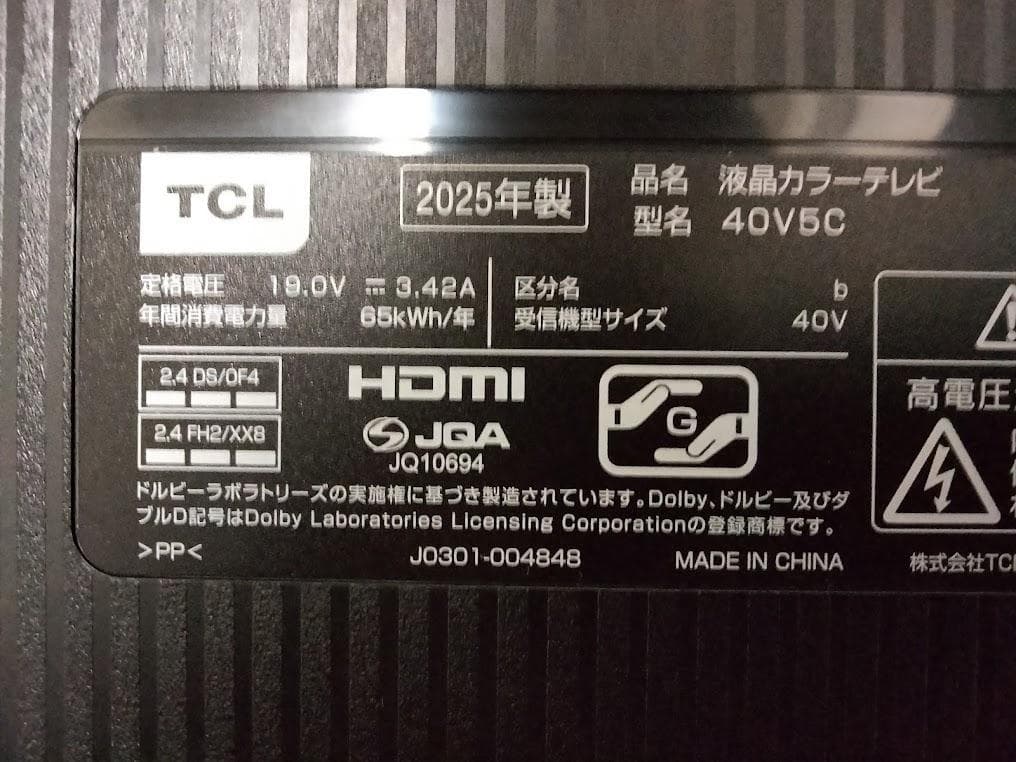 TCL
2025年製
品名 液晶カラーテレビ
型名 40V5C
定格電圧 19.0V ⎓ 3.42A
年間消費電力量 65kWh/年
区分名 b
受信機型サイズ 40V
2.4 DS/OF4
2.4 FH2/XX8
HDMI
JQA
JQ10694
G
ドルビーラボラトリーズの実施権に基づき製造されています。Dolby、ドルビー及びダ
ブルD記号はDolby Laboratories Licensing Corporationの登録商標です。
>PP<
J0301-004848
MADE IN CHINA
高電圧
株式会社TCL